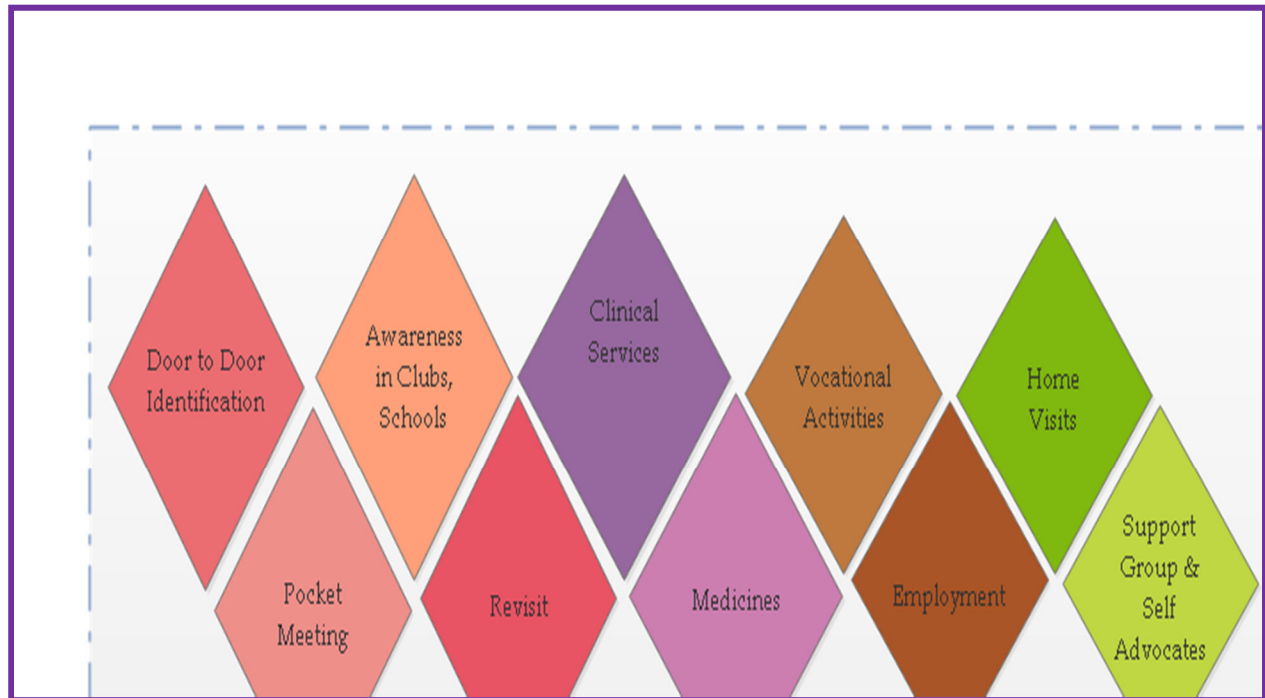 Door to Door
Identification
Pocket
Meeting
Awareness
in Clubs,
Schools
Revisit
Clinical
Services
Medicines
Vocational
Activities
Employment
Home
Visits
Support
Group &
Self
Advocates